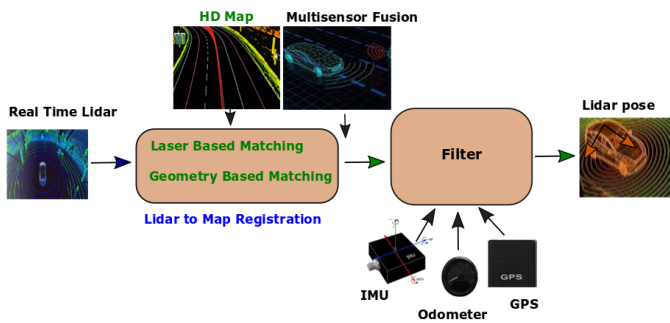 HD Map
Multisensor Fusion
Real Time Lidar
Laser Based Matching
Geometry Based Matching
Lidar to Map Registration
Filter
Lidar pose
IMU
IMU
Odometer
GPS
GPS